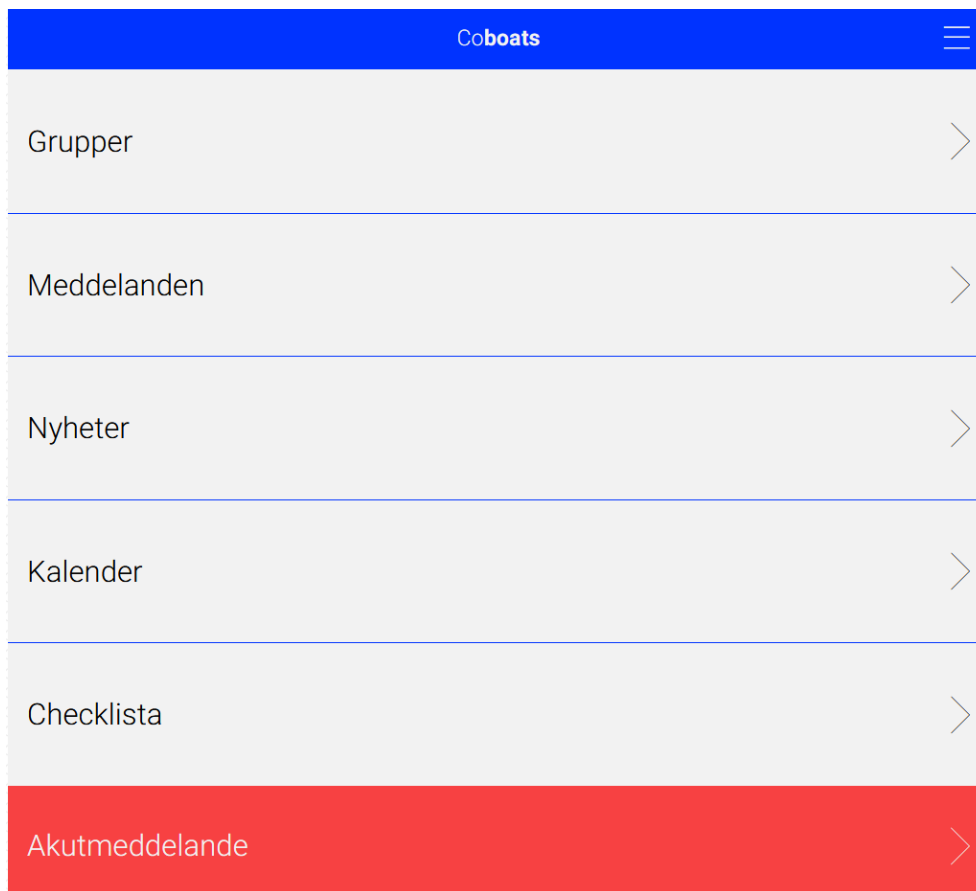 Coboats
Grupper
Meddelanden
Nyheter
Kalender
Checklista
Akutmeddelande